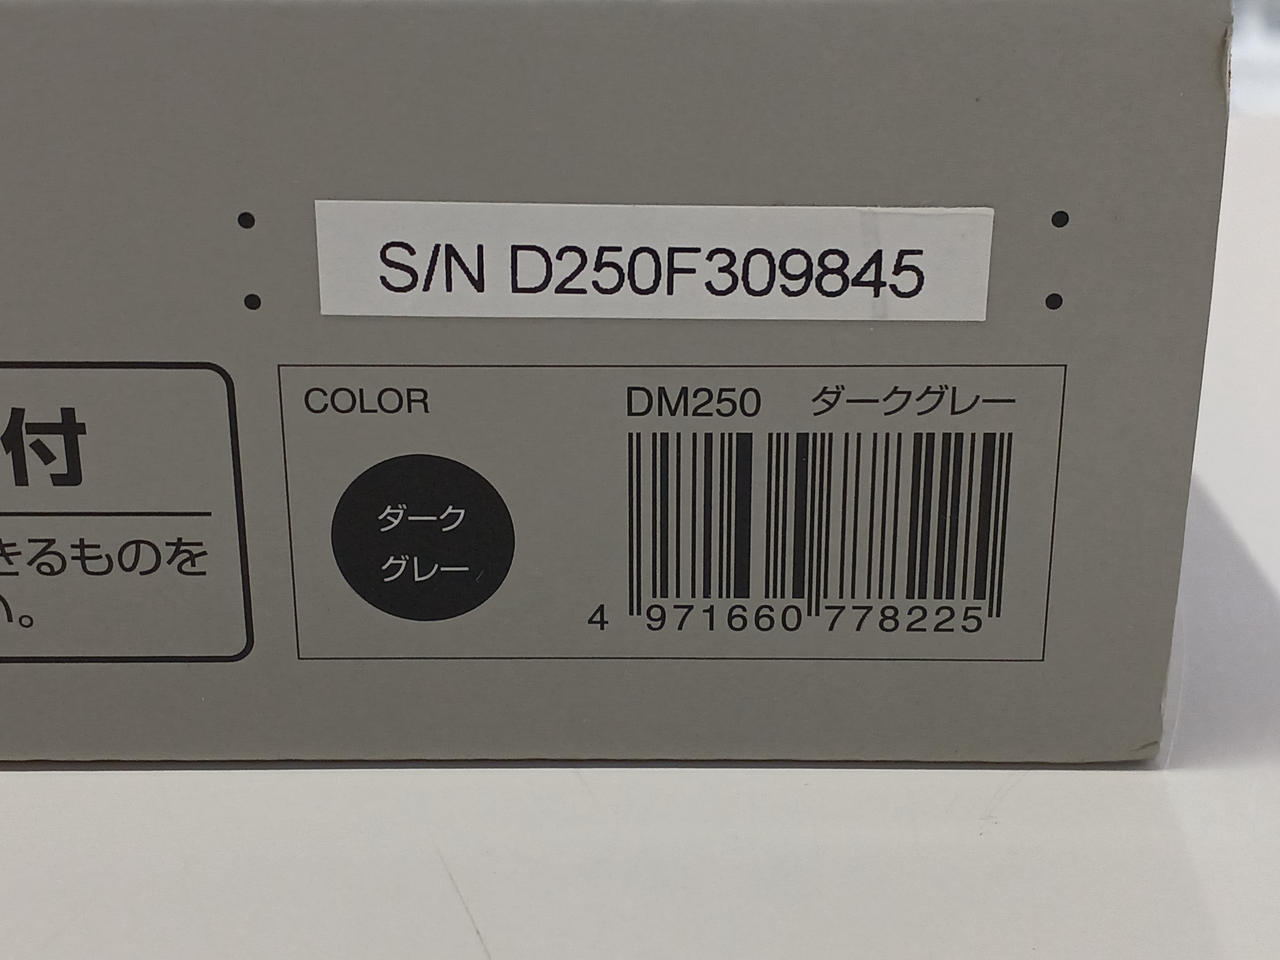 S/N D250F309845
付
きるものを
い。
COLOR
ダーク
グレー
DM250 ダークグレー
4 971660 778225